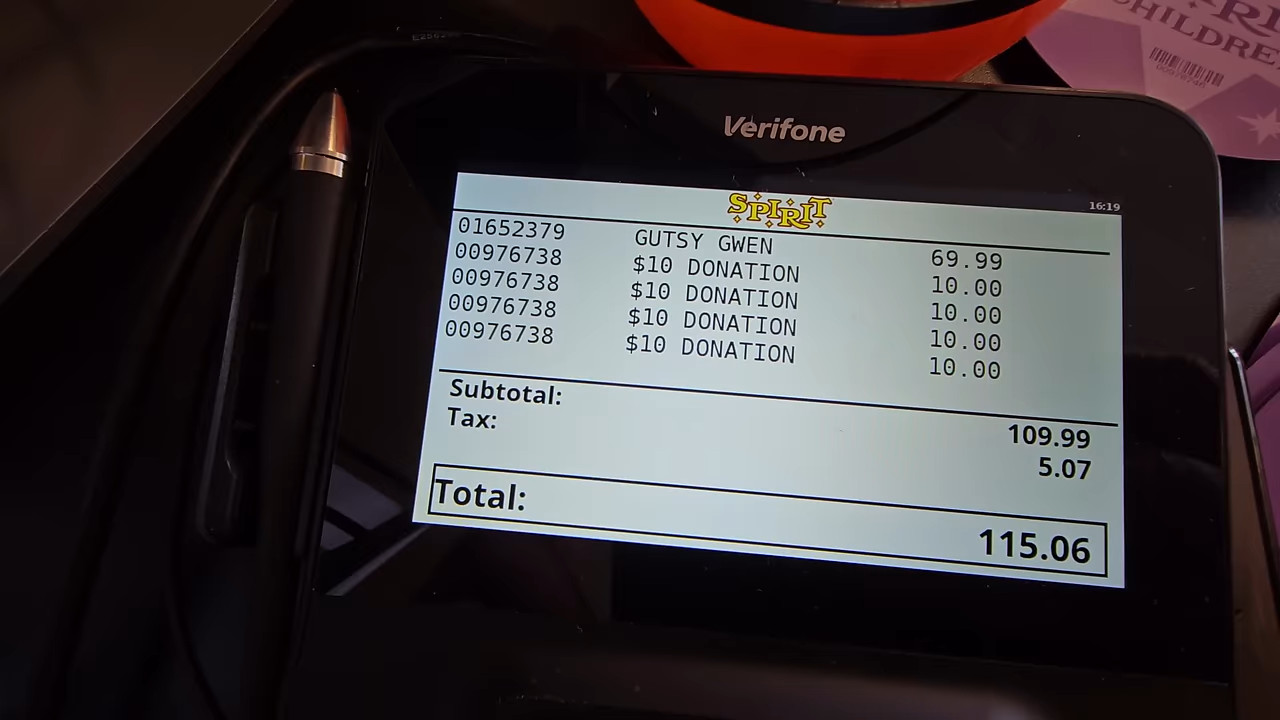 CHILDRE
00976746
Verifone
SPIRIT
16:19
01652379 GUTSY GWEN 69.99
00976738 $10 DONATION 10.00
00976738 $10 DONATION 10.00
00976738 $10 DONATION 10.00
00976738 $10 DONATION 10.00
Subtotal: 109.99
Tax: 5.07
Total: 115.06